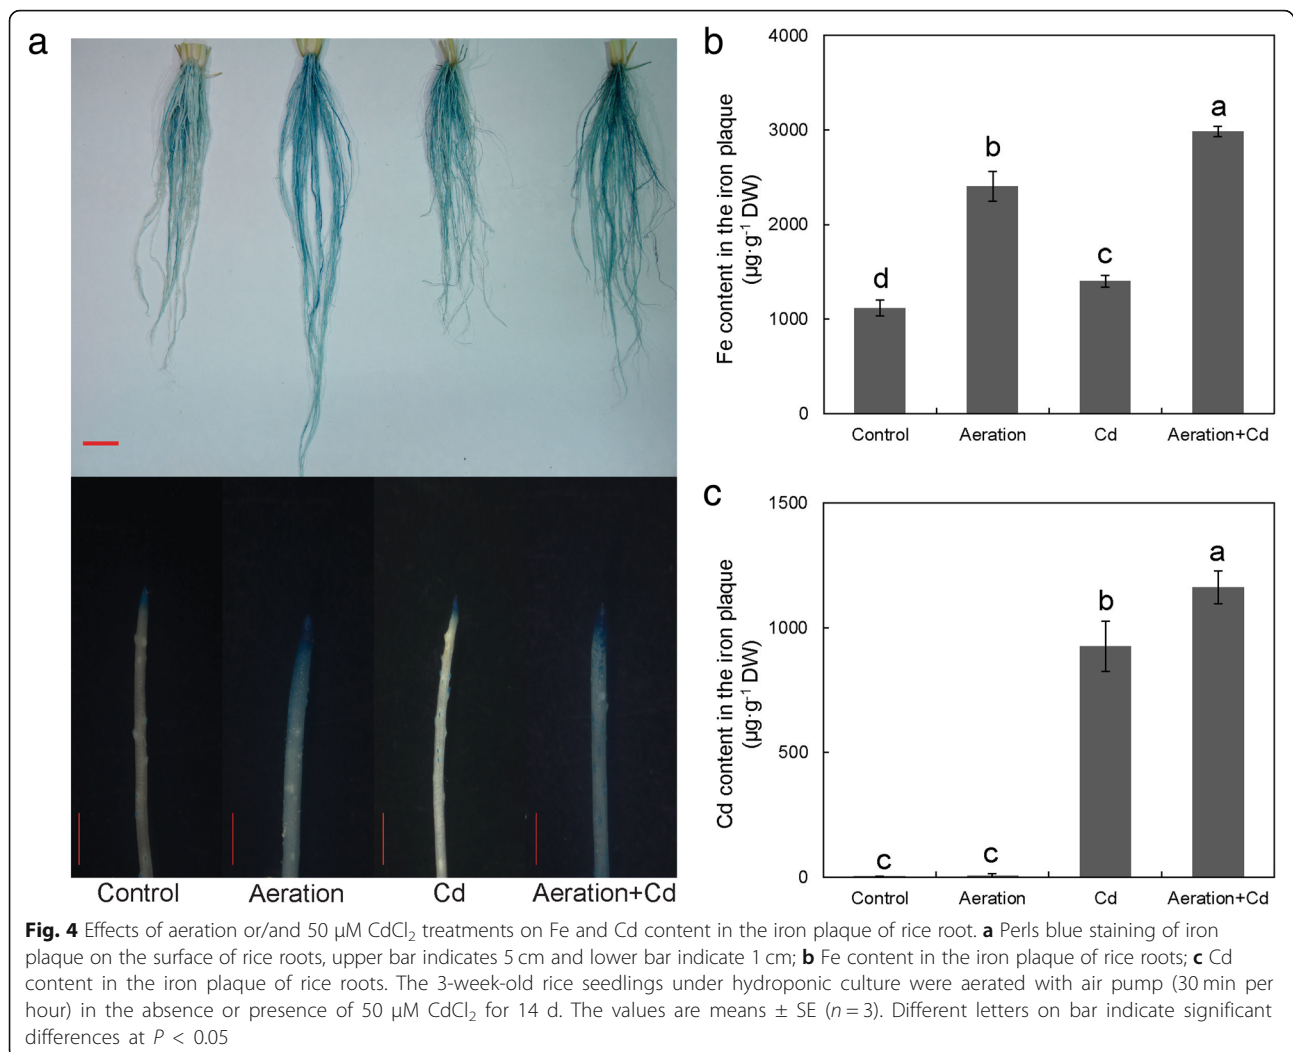 a
Control Aeration Cd Aeration+Cd
b
Fe content in the iron plaque
(µg·g⁻¹ DW)
4000
3000
2000
1000
0
d
b
c
a
Control Aeration Cd Aeration+Cd
c
Cd content in the iron plaque
(µg·g⁻¹ DW)
1500
1000
500
0
c
c
b
a
Control Aeration Cd Aeration+Cd
Fig. 4 Effects of aeration or/and 50 μM CdCl₂ treatments on Fe and Cd content in the iron plaque of rice root. a Perls blue staining of iron
plaque on the surface of rice roots, upper bar indicates 5 cm and lower bar indicate 1 cm; b Fe content in the iron plaque of rice roots; c Cd
content in the iron plaque of rice roots. The 3-week-old rice seedlings under hydroponic culture were aerated with air pump (30 min per
hour) in the absence or presence of 50 μM CdCl₂ for 14 d. The values are means ± SE (n = 3). Different letters on bar indicate significant
differences at P < 0.05